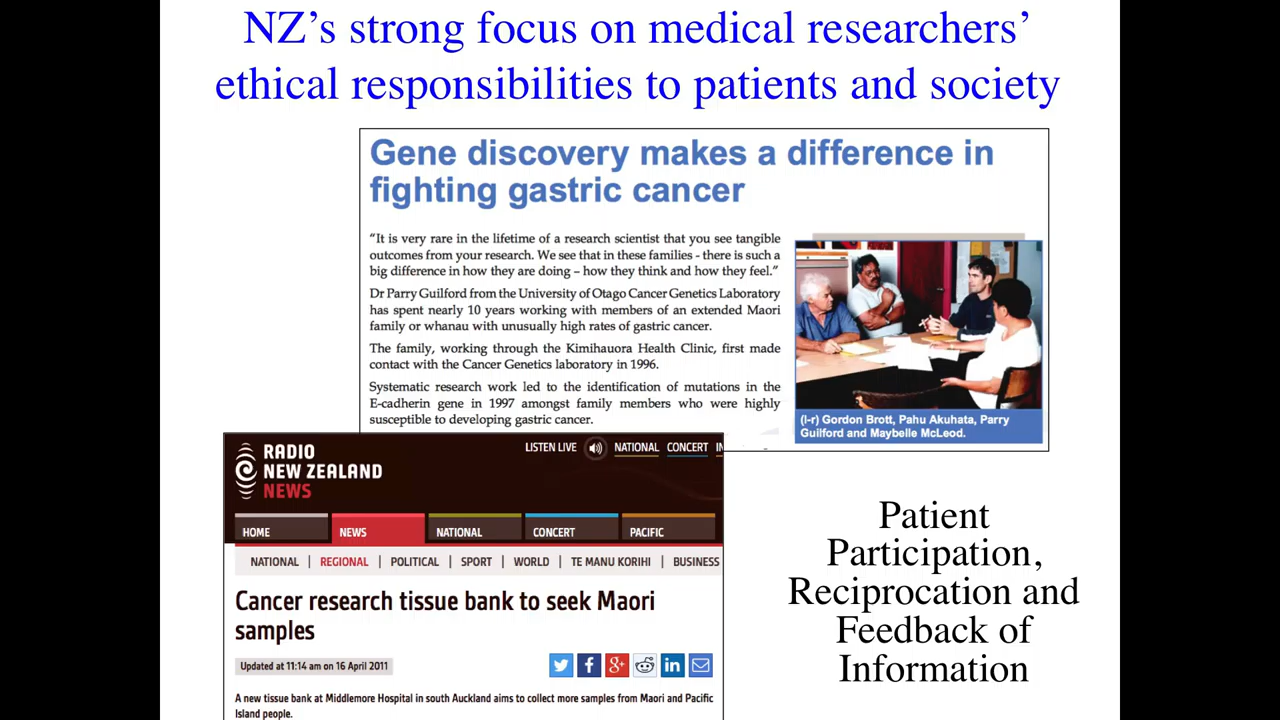 NZ's strong focus on medical researchers'
ethical responsibilities to patients and society
Gene discovery makes a difference in
fighting gastric cancer
"It is very rare in the lifetime of a research scientist that you see tangible
outcomes from your research. We see that in these families - there is such a
big difference in how they are doing – how they think and how they feel."
Dr Parry Guilford from the University of Otago Cancer Genetics Laboratory
has spent nearly 10 years working with members of an extended Maori
family or whanau with unusually high rates of gastric cancer.
The family, working through the Kimihauora Health Clinic, first made
contact with the Cancer Genetics laboratory in 1996.
Systematic research work led to the identification of mutations in the
E-cadherin gene in 1997 amongst family members who were highly
susceptible to developing gastric cancer.
(l-r) Gordon Brott, Pahu Akuhata, Parry
Guilford and Maybelle McLeod.
RADIO
NEW ZEALAND
NEWS
LISTEN LIVE NATIONAL CONCERT IN
HOME NEWS NATIONAL CONCERT PACIFIC
NATIONAL | REGIONAL | POLITICAL | SPORT | WORLD | TE MANU KORIHI | BUSINESS
Cancer research tissue bank to seek Maori
samples
Updated at 11:14 am on 16 April 2011
A new tissue bank at Middlemore Hospital in south Auckland aims to collect more samples from Maori and Pacific
Island people.
Patient
Participation,
Reciprocation and
Feedback of
Information